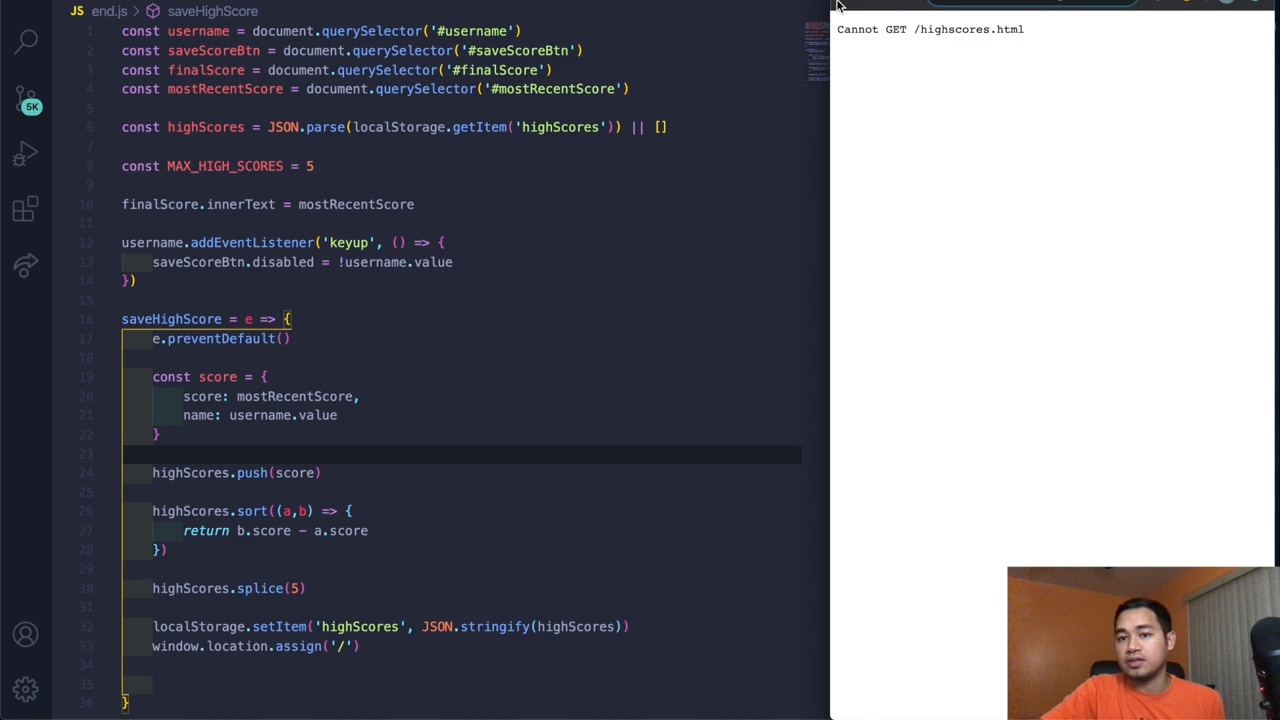 JS end.js > saveHighScore
5K
1 const username = document.querySelector('#username')
2 const saveScoreBtn = document.querySelector('#saveScoreBtn')
3 const finalScore = document.querySelector('#finalScore')
4 const mostRecentScore = document.querySelector('#mostRecentScore')
5
6 const highScores = JSON.parse(localStorage.getItem('highScores')) || []
7
8 const MAX_HIGH_SCORES = 5
9
10 finalScore.innerText = mostRecentScore
11
12 username.addEventListener('keyup', () => {
13 saveScoreBtn.disabled = !username.value
14 })
15
16 saveHighScore = e => {
17 e.preventDefault()
18
19 const score = {
20 score: mostRecentScore,
21 name: username.value
22 }
23
24 highScores.push(score)
25
26 highScores.sort((a,b) => {
27 return b.score - a.score
28 })
29
30 highScores.splice(5)
31
32 localStorage.setItem('highScores', JSON.stringify(highScores))
33 window.location.assign('/')
34
35
36 }
Cannot GET /highscores.html